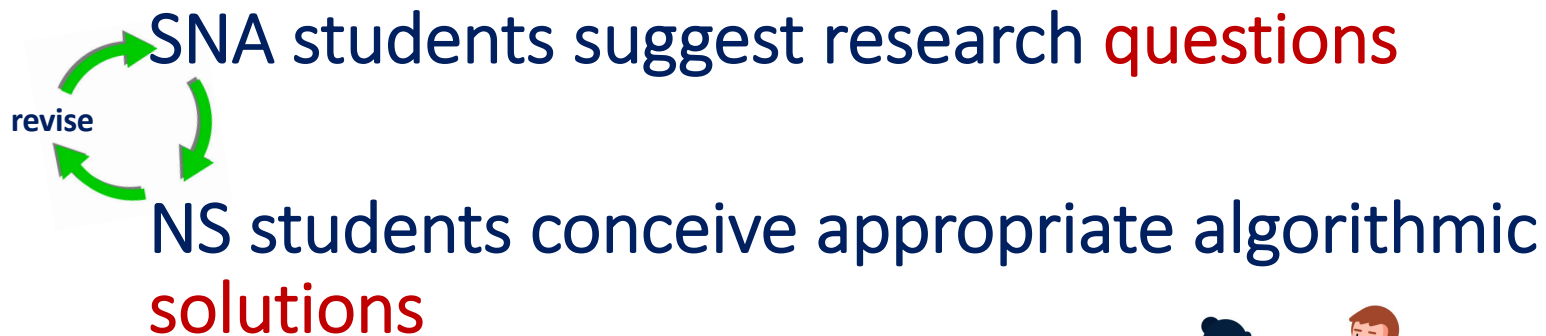 SNA students suggest research questions
revise
NS students conceive appropriate algorithmic
solutions